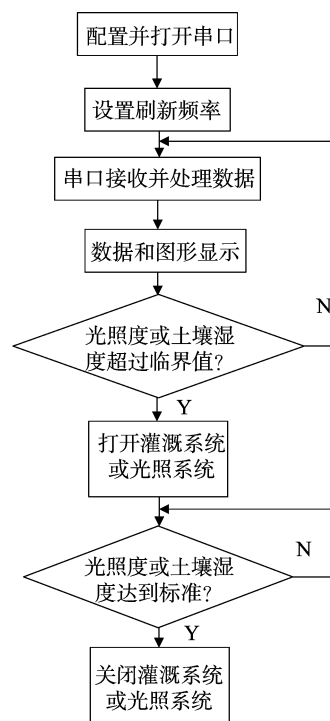 配置并打开串口
设置刷新频率
串口接收并处理数据
数据和图形显示
光照度或土壤湿
度超过临界值?
N
Y
打开灌溉系统
或光照系统
光照度或土壤湿
度达到标准?
N
Y
关闭灌溉系统
或光照系统